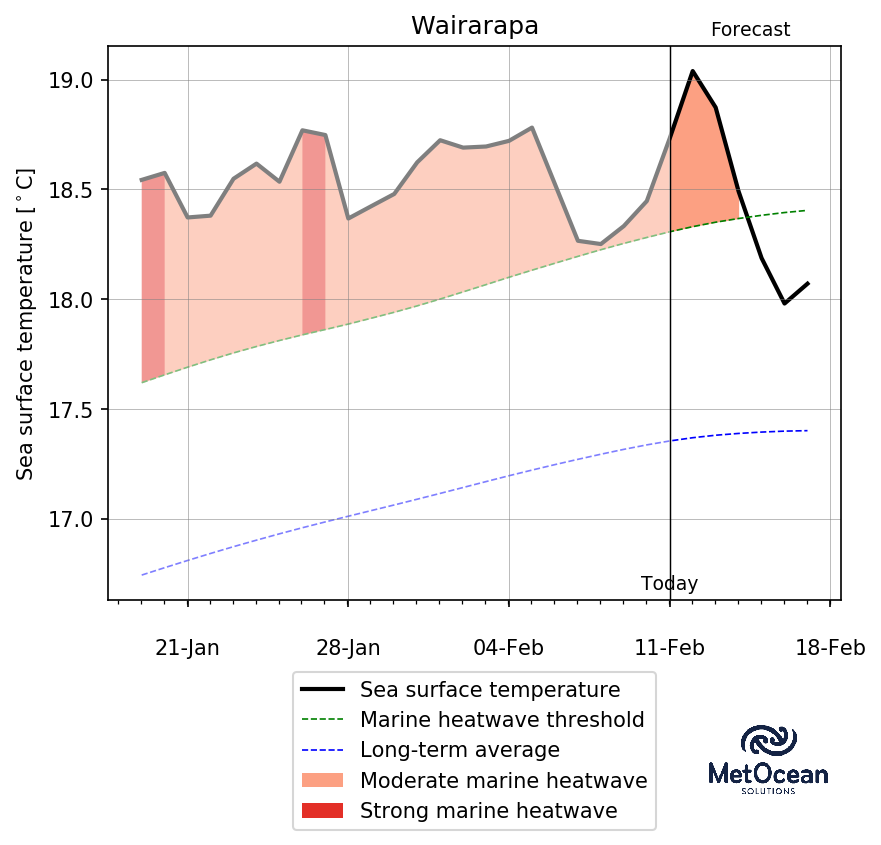 Wairarapa
Forecast
Sea surface temperature [°C]
19.0
18.5
18.0
17.5
17.0
Today
21-Jan 28-Jan 04-Feb 11-Feb 18-Feb
Sea surface temperature
Marine heatwave threshold
Long-term average
Moderate marine heatwave
Strong marine heatwave
MetOcean
SOLUTIONS